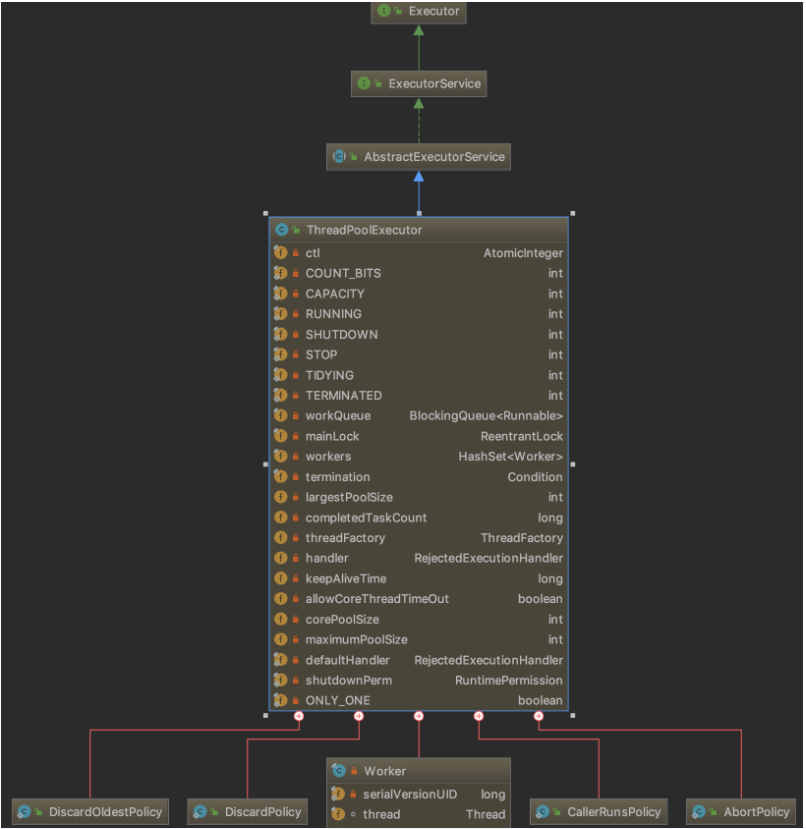 Executor
ExecutorService
AbstractExecutorService
ThreadPoolExecutor
ctl AtomicInteger
COUNT_BITS int
CAPACITY int
RUNNING int
SHUTDOWN int
STOP int
TIDYING int
TERMINATED int
workQueue BlockingQueue<Runnable>
mainLock ReentrantLock
workers HashSet<Worker>
termination Condition
largestPoolSize int
completedTaskCount long
threadFactory ThreadFactory
handler RejectedExecutionHandler
keepAliveTime long
allowCoreThreadTimeOut boolean
corePoolSize int
maximumPoolSize int
defaultHandler RejectedExecutionHandler
shutdownPerm RuntimePermission
ONLY_ONE boolean
Worker
serialVersionUID long
thread Thread
DiscardOldestPolicy
DiscardPolicy
CallerRunsPolicy
AbortPolicy